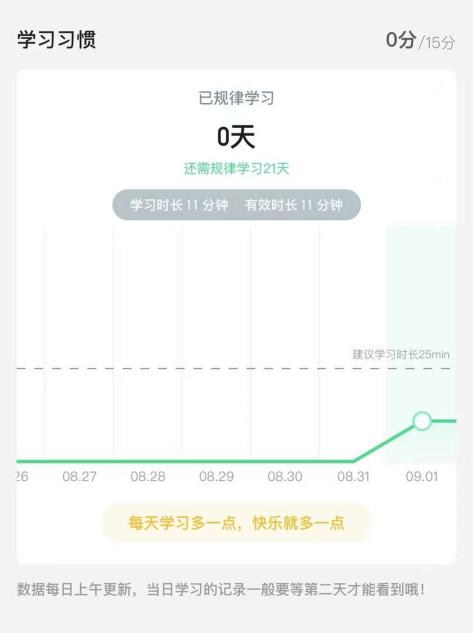 学习习惯 0分/15分
已规律学习
0天
还需规律学习21天
学习时长 11 分钟 有效时长 11 分钟
建议学习时长25min
26 08.27 08.28 08.29 08.30 08.31 09.01
每天学习多一点，快乐就多一点
数据每日上午更新，当日学习的记录一般要等第二天才能看到哦！